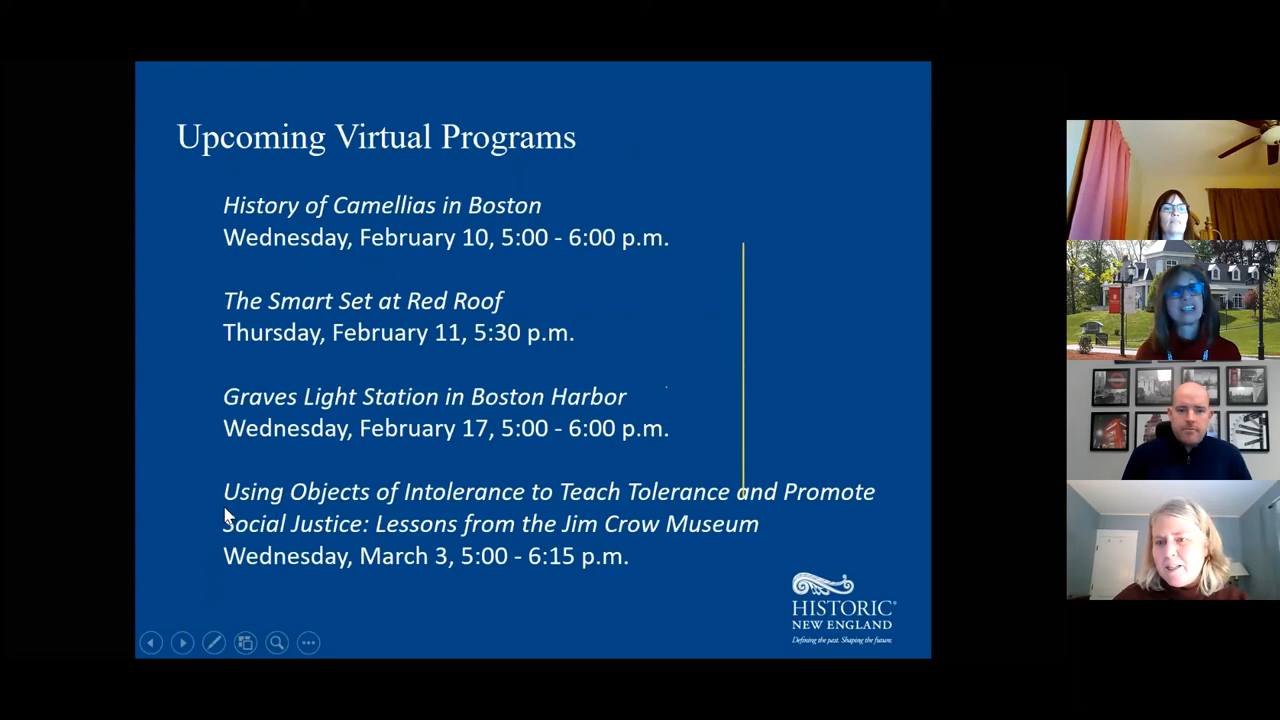 Upcoming Virtual Programs
History of Camellias in Boston
Wednesday, February 10, 5:00 - 6:00 p.m.
The Smart Set at Red Roof
Thursday, February 11, 5:30 p.m.
Graves Light Station in Boston Harbor
Wednesday, February 17, 5:00 - 6:00 p.m.
Using Objects of Intolerance to Teach Tolerance and Promote
Social Justice: Lessons from the Jim Crow Museum
Wednesday, March 3, 5:00 - 6:15 p.m.
HISTORIC®
NEW ENGLAND
Defining the past. Shaping the future.